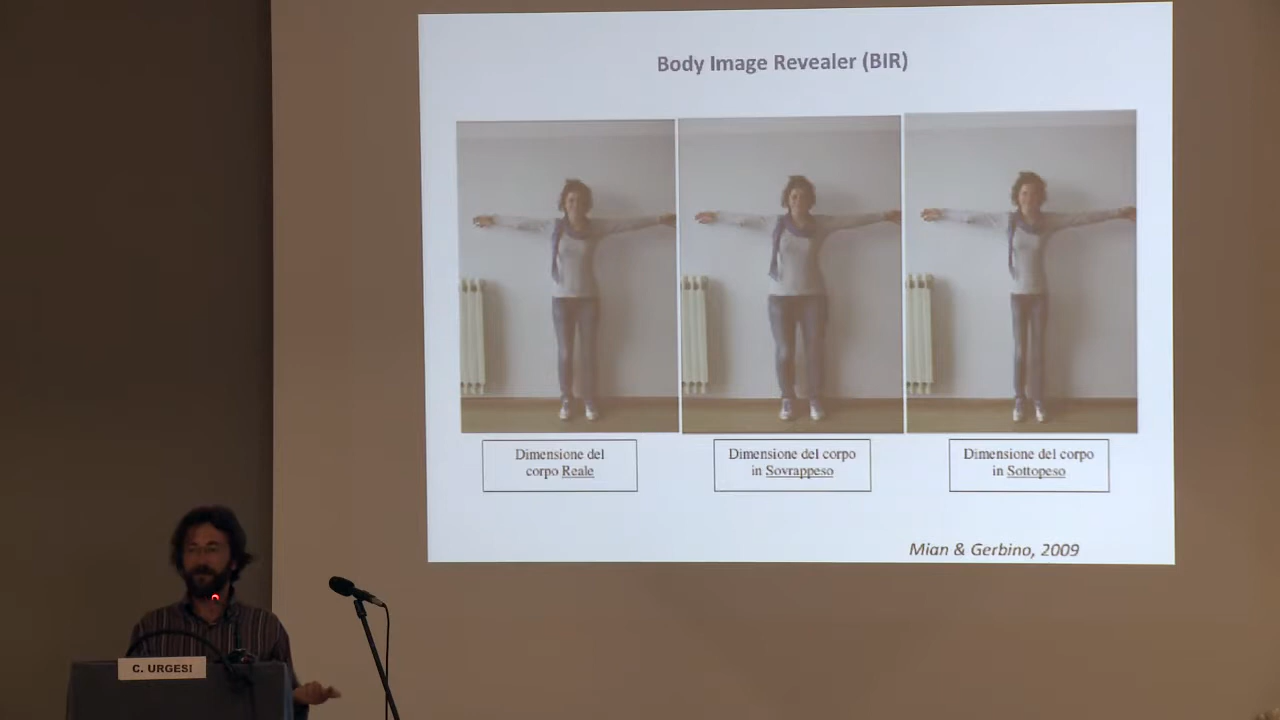 Body Image Revealer (BIR)
Dimensione del
corpo Reale
Dimensione del corpo
in Sovrappeso
Dimensione del corpo
in Sottopeso
Mian & Gerbino, 2009
C. URGESI